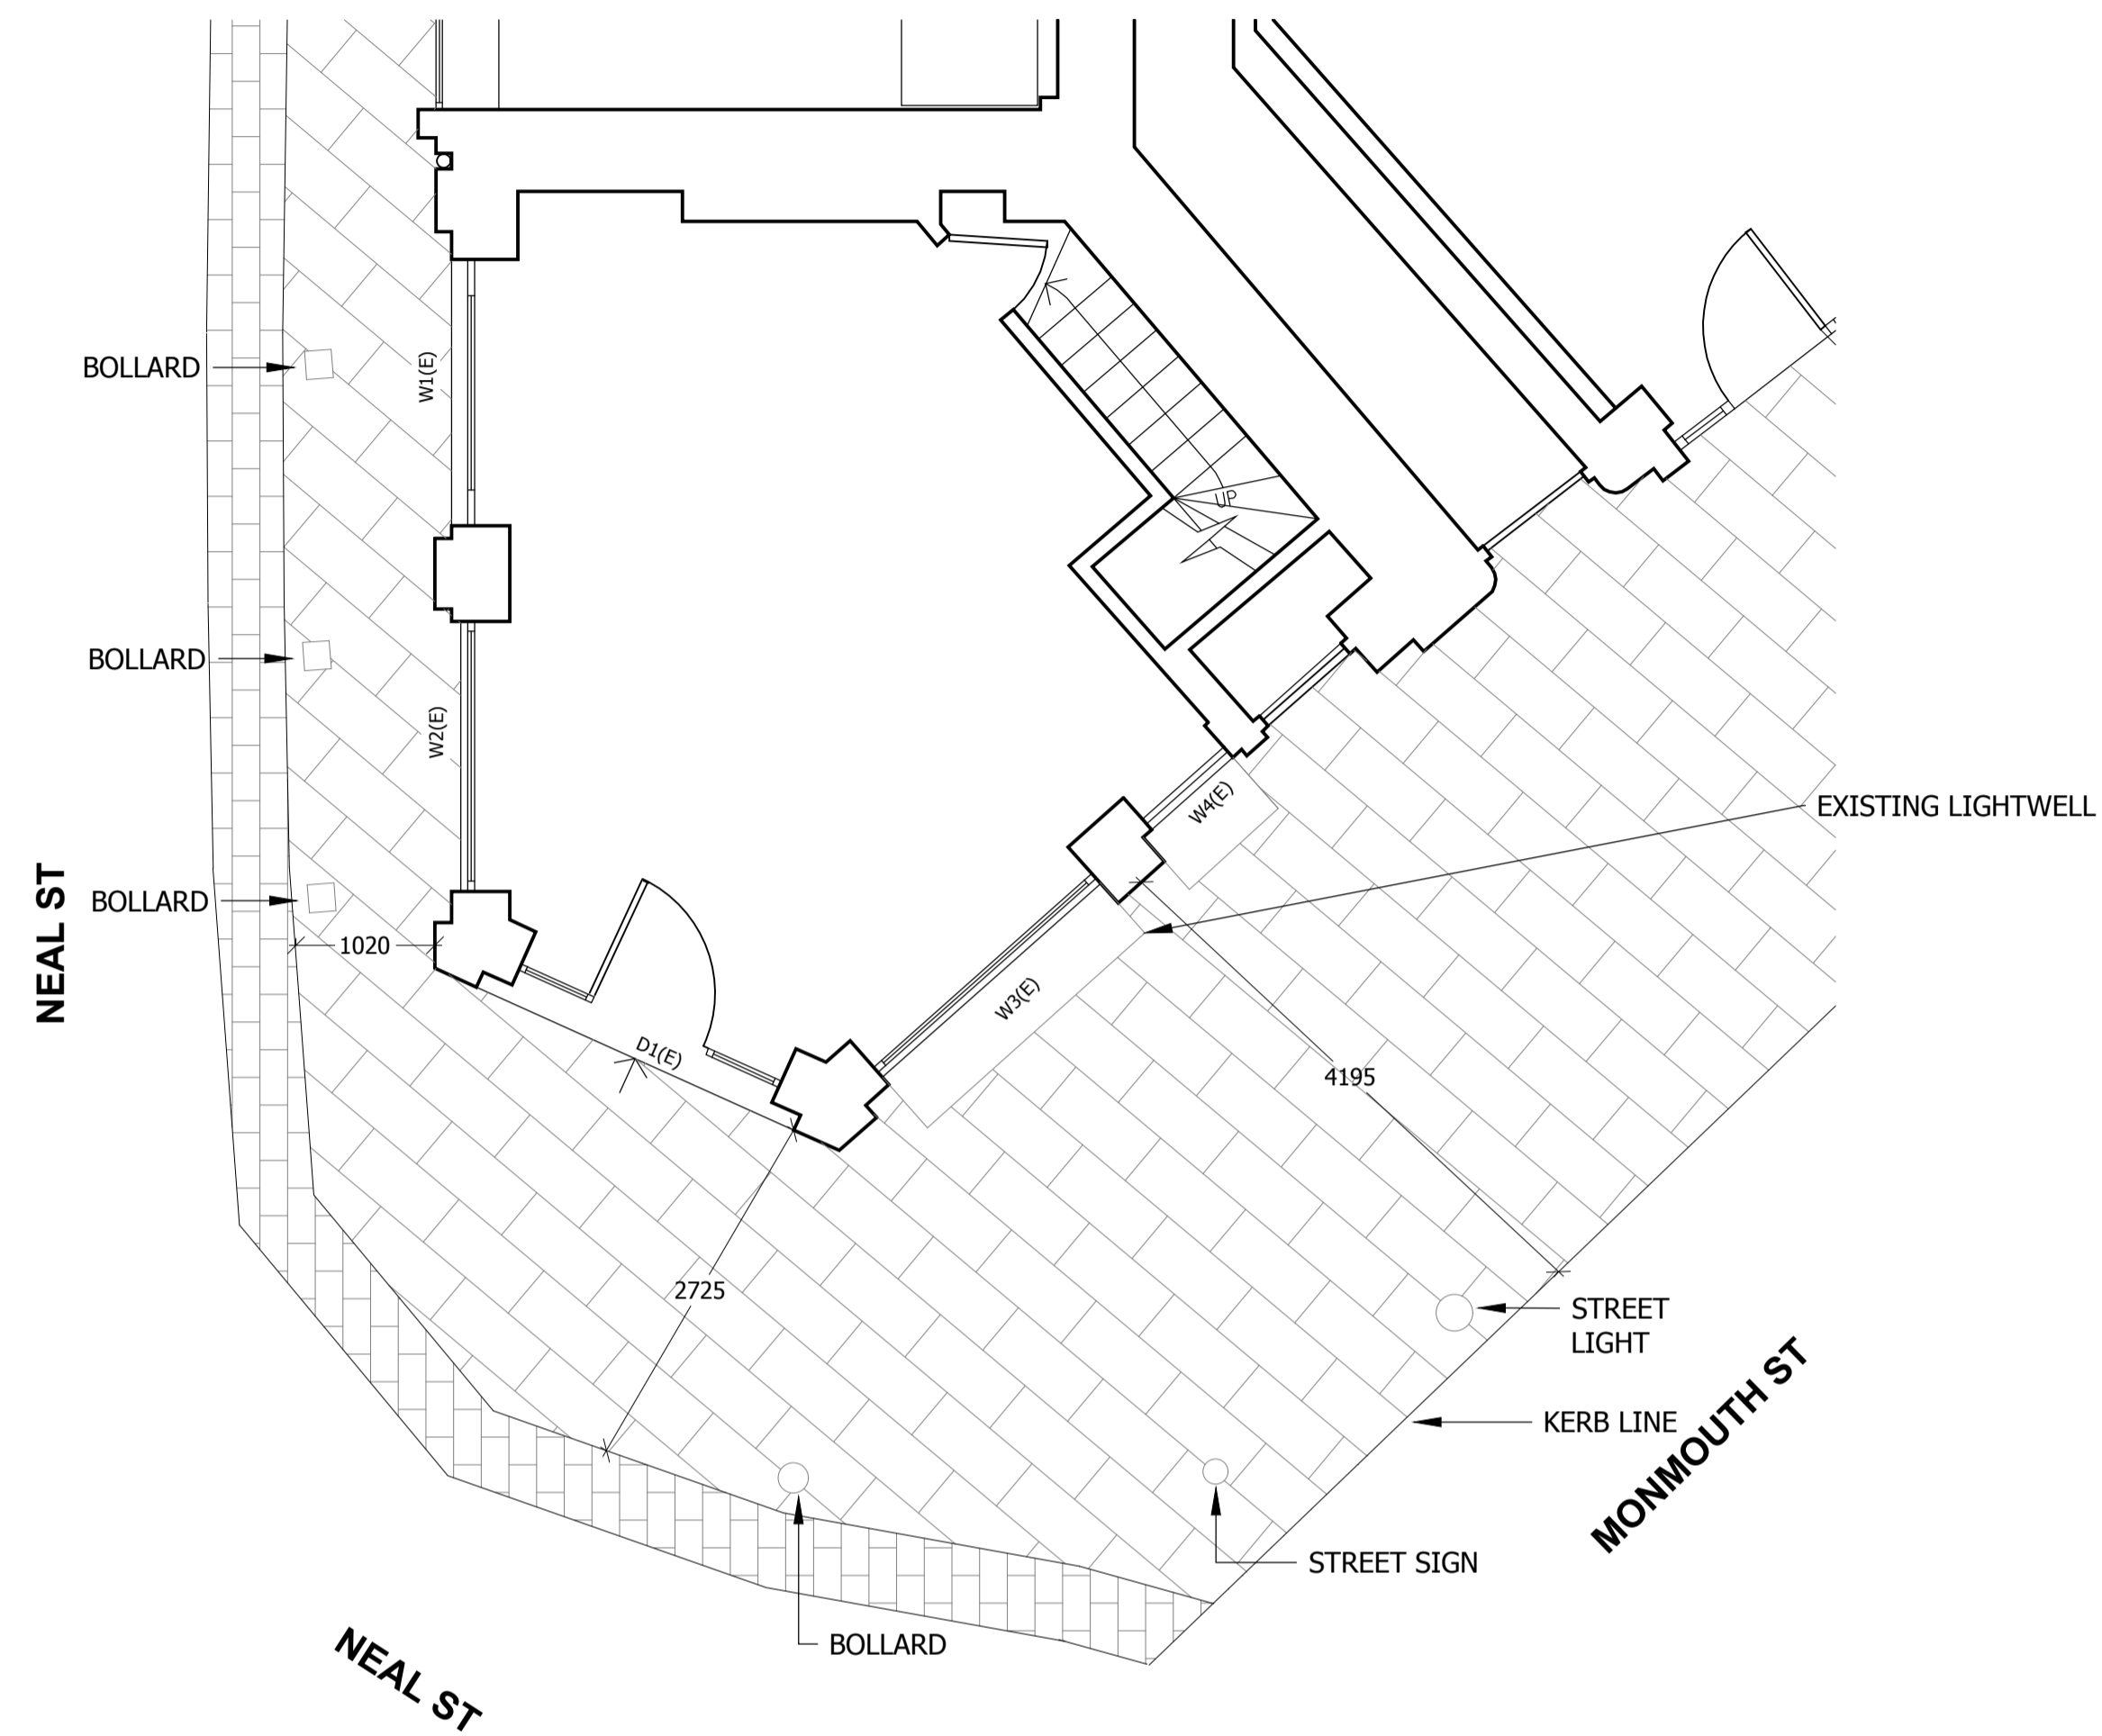 BOLLARD
W1(E)
UP
BOLLARD
W2(E)
W4(E)
EXISTING LIGHTWELL
NEAL ST
BOLLARD
1020
W3(E)
D1(E)
4195
2725
STREET
LIGHT
KERB LINE
MONMOUTH ST
STREET SIGN
BOLLARD
NEAL ST